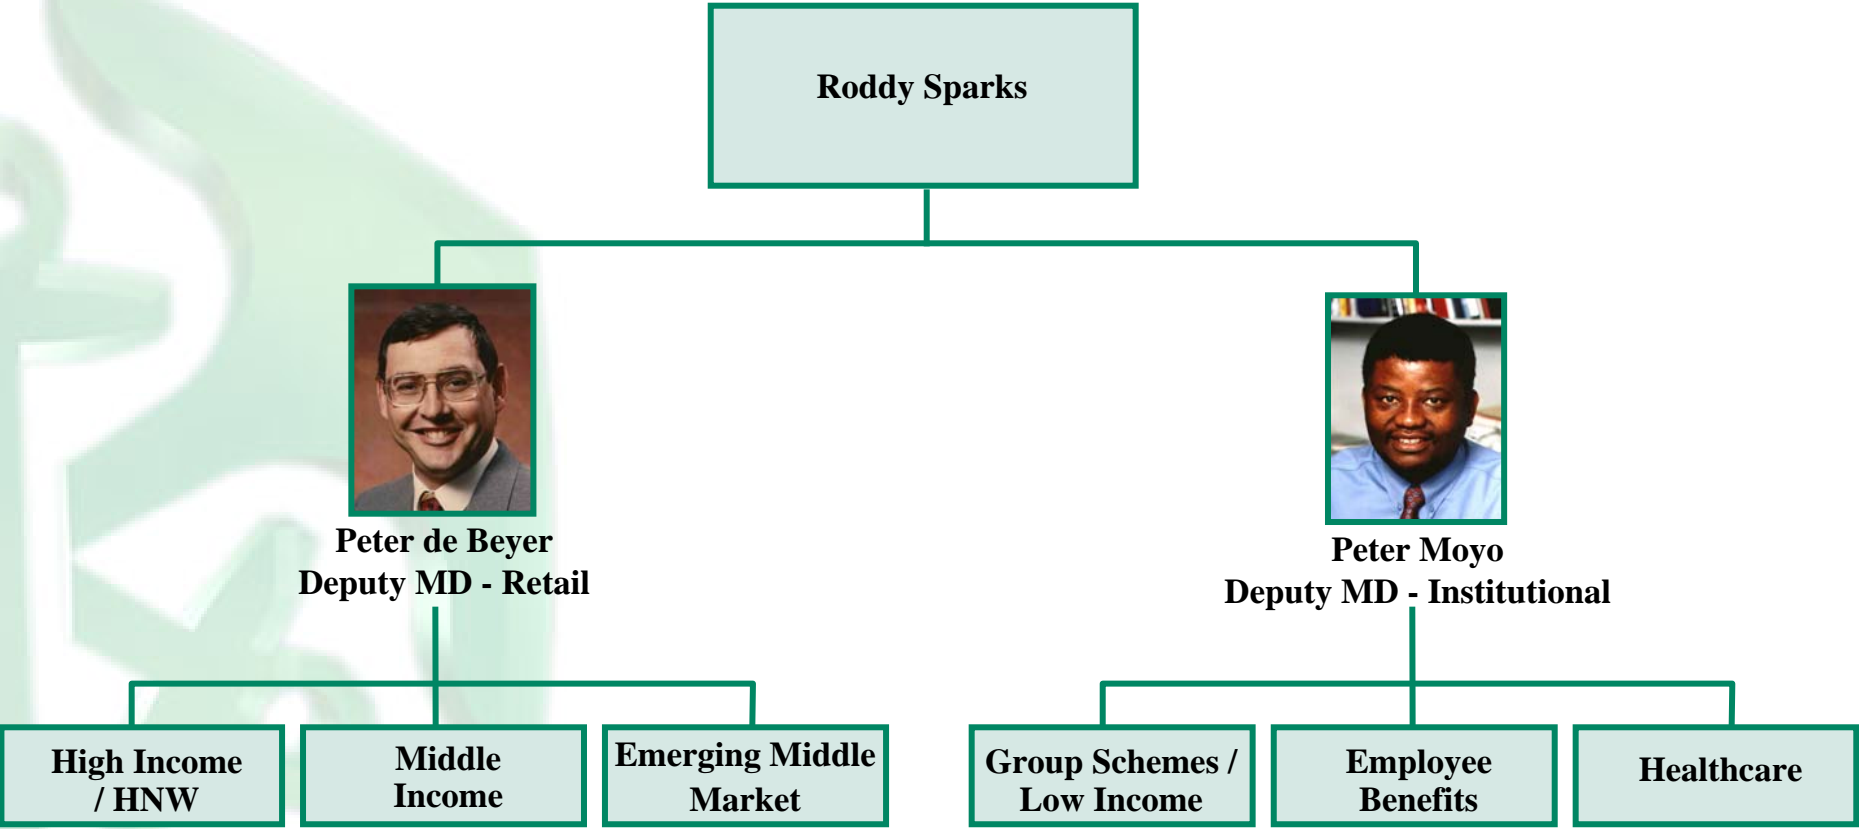 Roddy Sparks
Peter de Beyer
Deputy MD - Retail
Peter Moyo
Deputy MD - Institutional
High Income
/ HNW
Middle
Income
Emerging Middle
Market
Group Schemes /
Low Income
Employee
Benefits
Healthcare